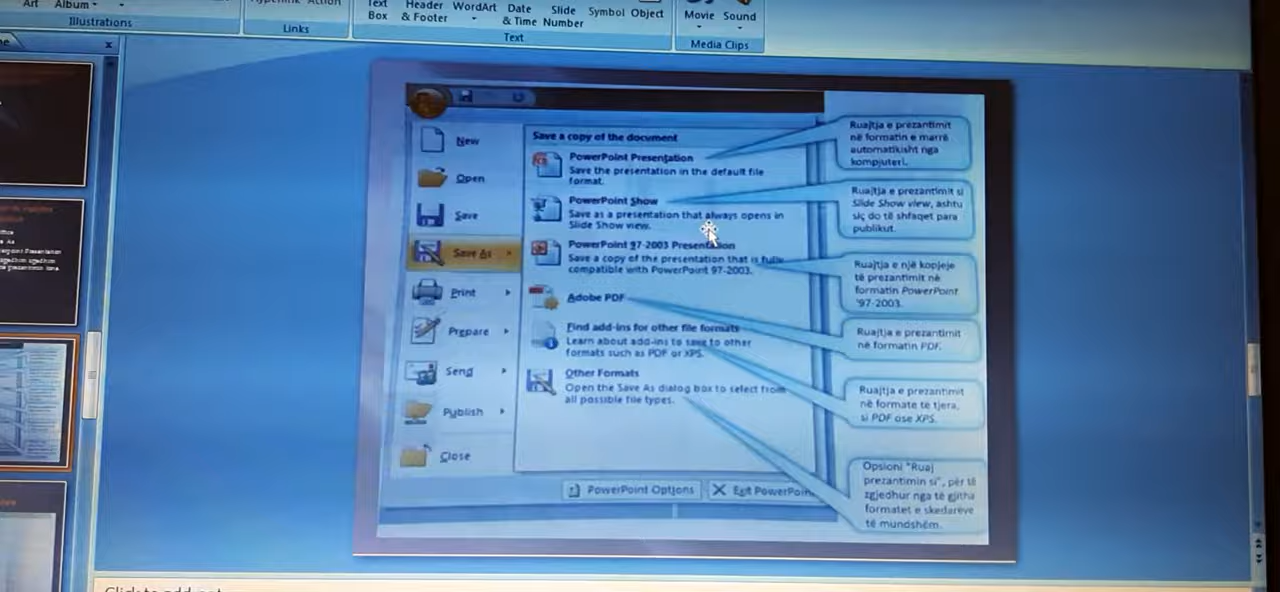 Art
Album
Hyperlink Action
Text
Box
Header
& Footer
WordArt
Date
& Time
Slide
Number
Symbol
Object
Movie
Sound
Illustrations
Links
Text
Media Clips
New
Open
Save
Save As
Print
Prepare
Send
Publish
Close
Save a copy of the document
PowerPoint Presentation
Save the presentation in the default file
format.
PowerPoint Show
Save as a presentation that always opens in
Slide Show view.
PowerPoint 97-2003 Presentation
Save a copy of the presentation that is fully
compatible with PowerPoint 97-2003.
Adobe PDF
Find add-ins for other file formats
Learn about add-ins to save to other
formats such as PDF or XPS.
Other Formats
Open the Save As dialog box to select from
all possible file types.
PowerPoint Options
Exit PowerPoin
Ruajtja e prezantimit
në formatin e marrë
automatikisht nga
kompjuteri.
Ruajtja e prezantimit si
Slide Show view, ashtu
siç do të shfaqet para
publikut.
Ruajtja e një kopjeje
të prezantimit në
formatin PowerPoint
'97-2003.
Ruajtja e prezantimit
në formatin PDF.
Ruajtja e prezantimit
në formate të tjera,
si PDF ose XPS.
Opsioni "Ruaj
prezantimin si", për të
zgjedhur nga të gjitha
formatet e skedarëve
të mundshëm.
Click to add